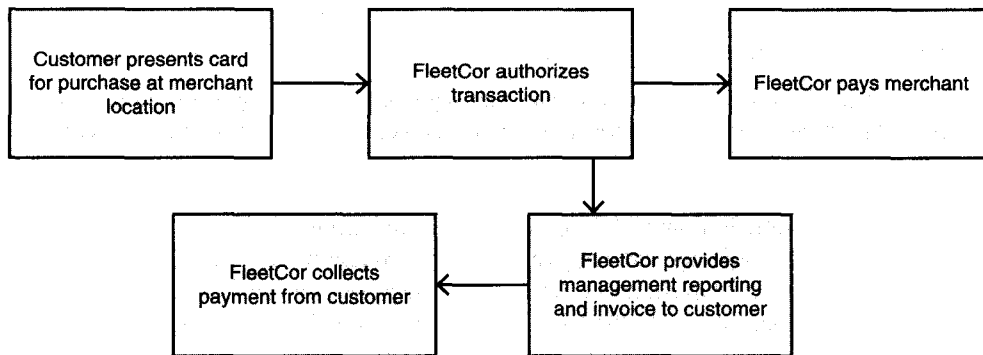 Customer presents card
for purchase at merchant
location
FleetCor authorizes
transaction
FleetCor pays merchant
FleetCor collects
payment from customer
FleetCor provides
management reporting
and invoice to customer